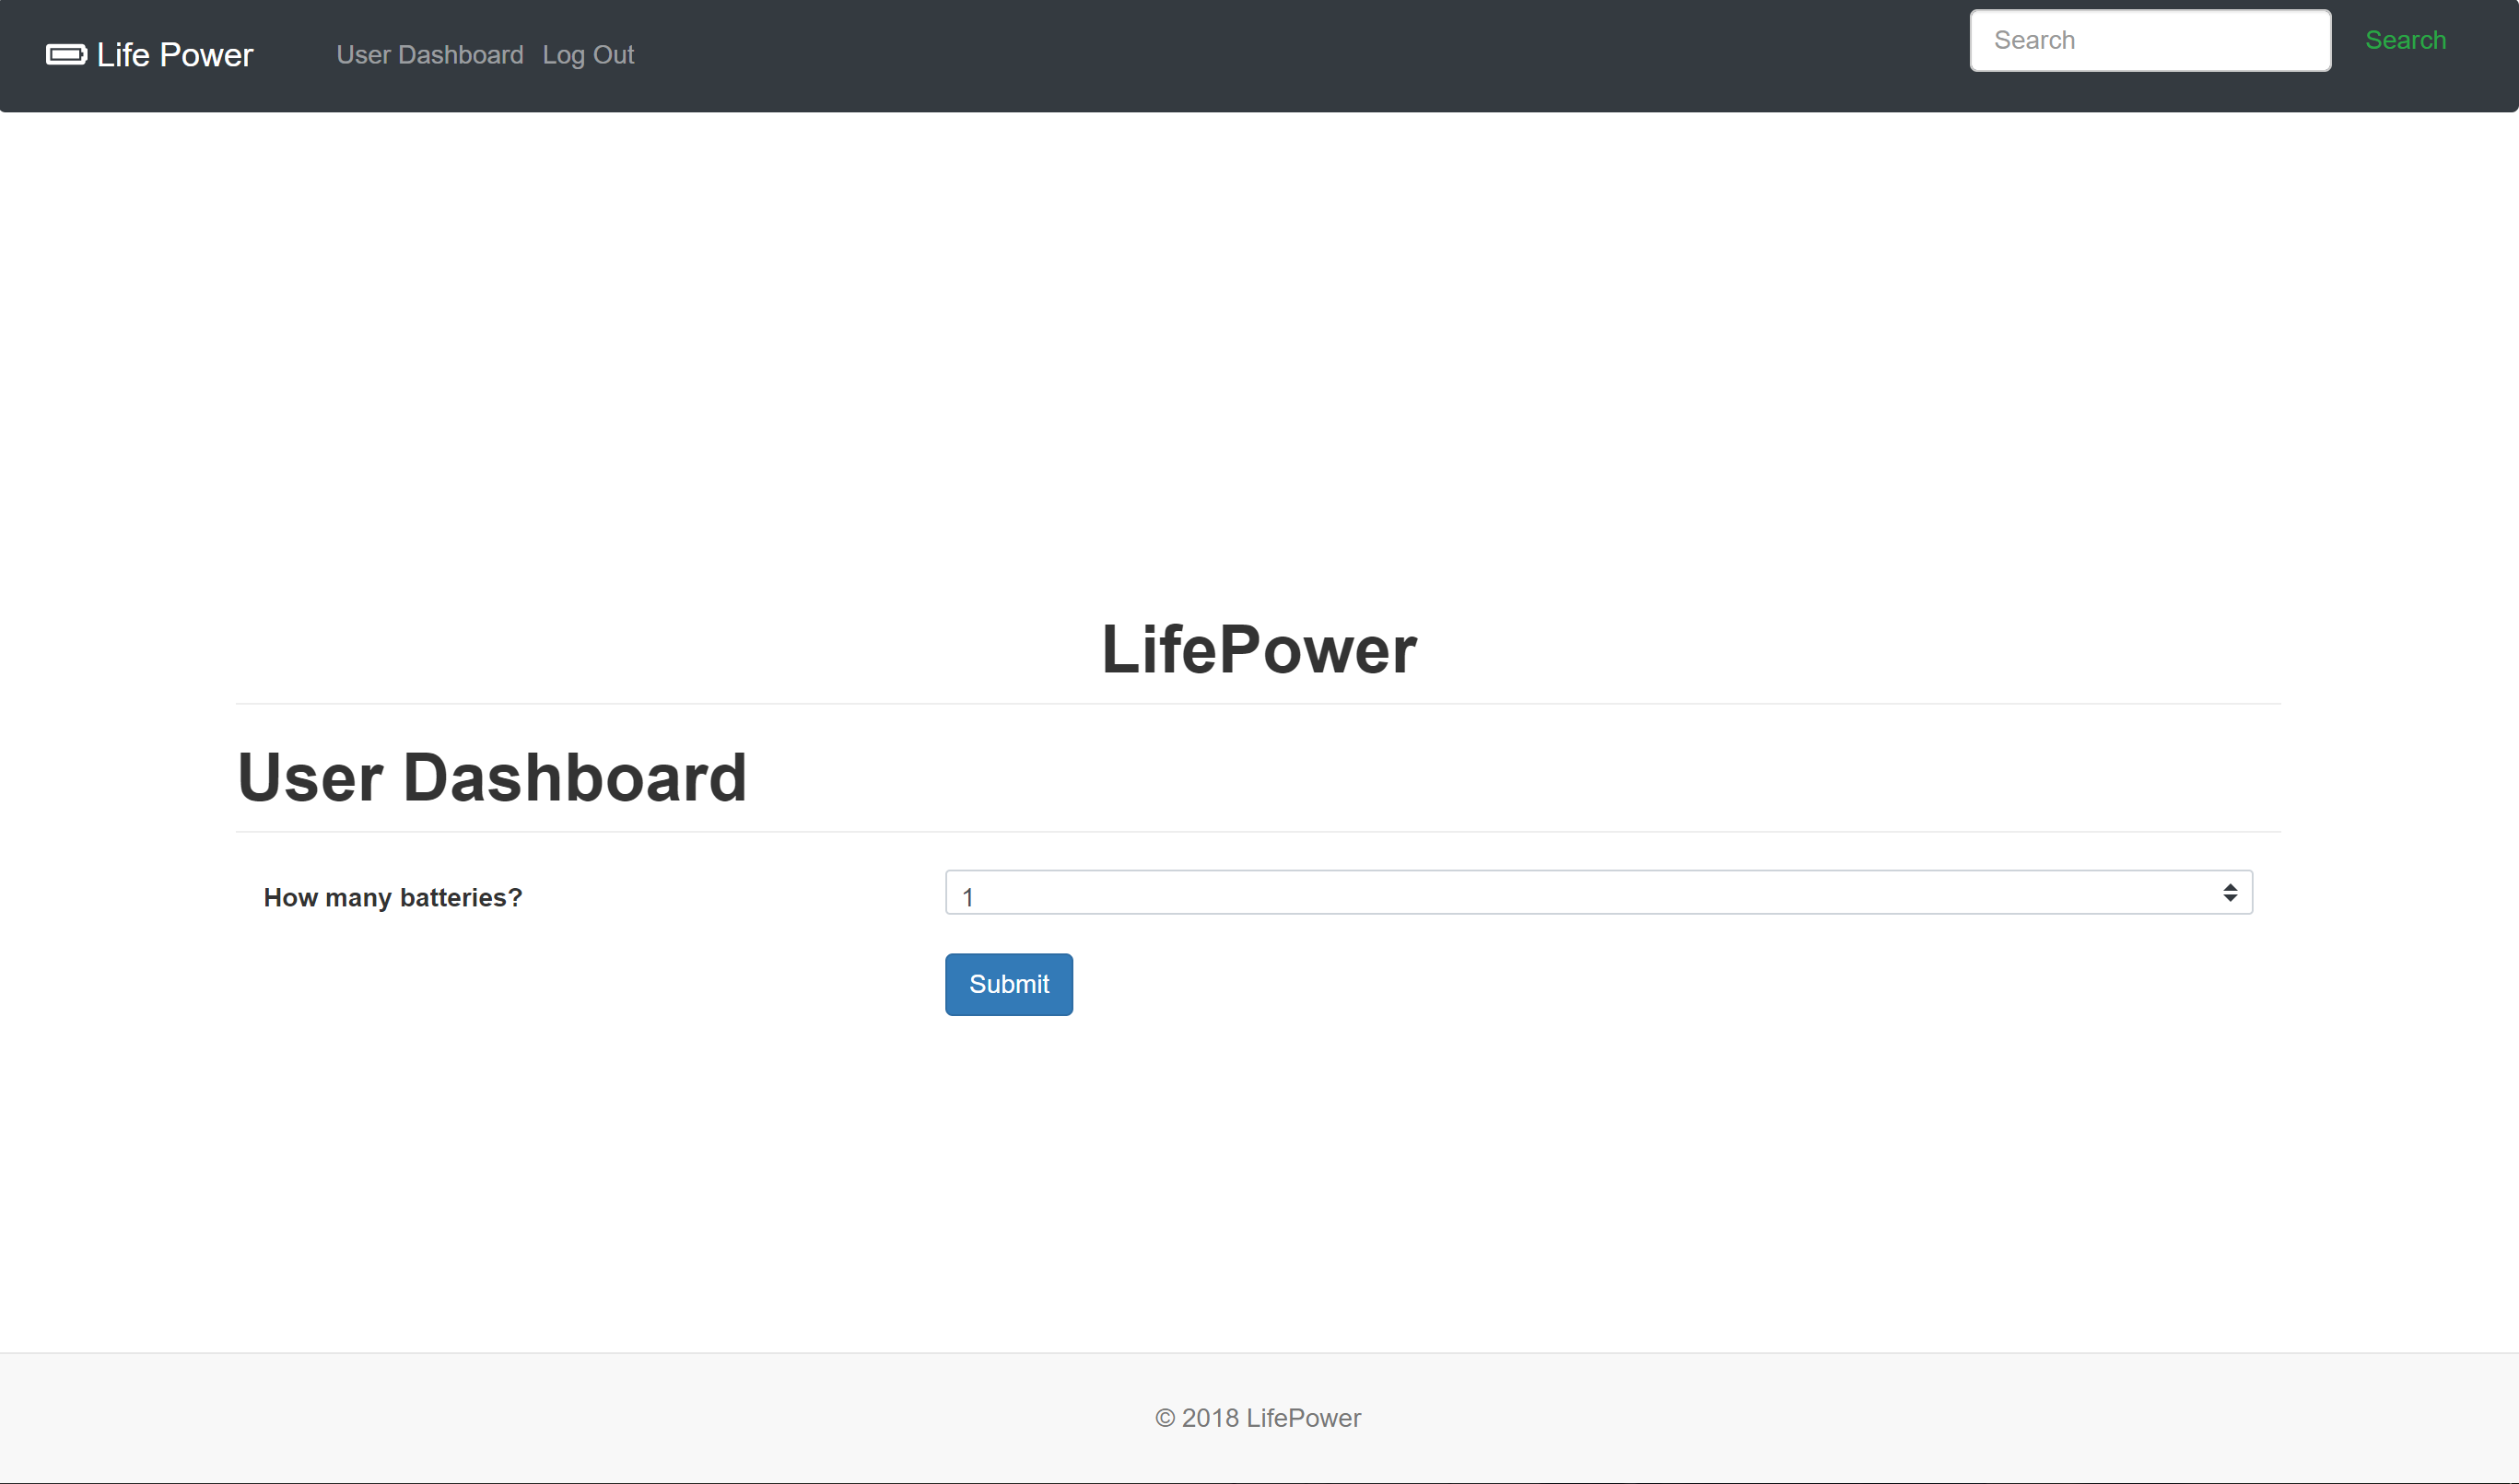 Life Power User Dashboard Log Out Search Search
LifePower
User Dashboard
How many batteries? 1
Submit
© 2018 LifePower